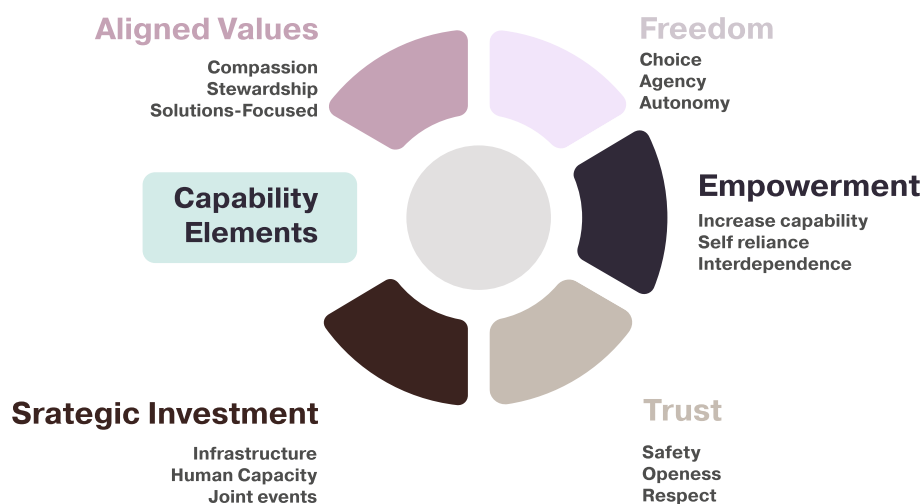 Aligned Values
Compassion
Stewardship
Solutions-Focused
Freedom
Choice
Agency
Autonomy
Capability
Elements
Empowerment
Increase capability
Self reliance
Interdependence
Srategic Investment
Infrastructure
Human Capacity
Joint events
Trust
Safety
Openess
Respect